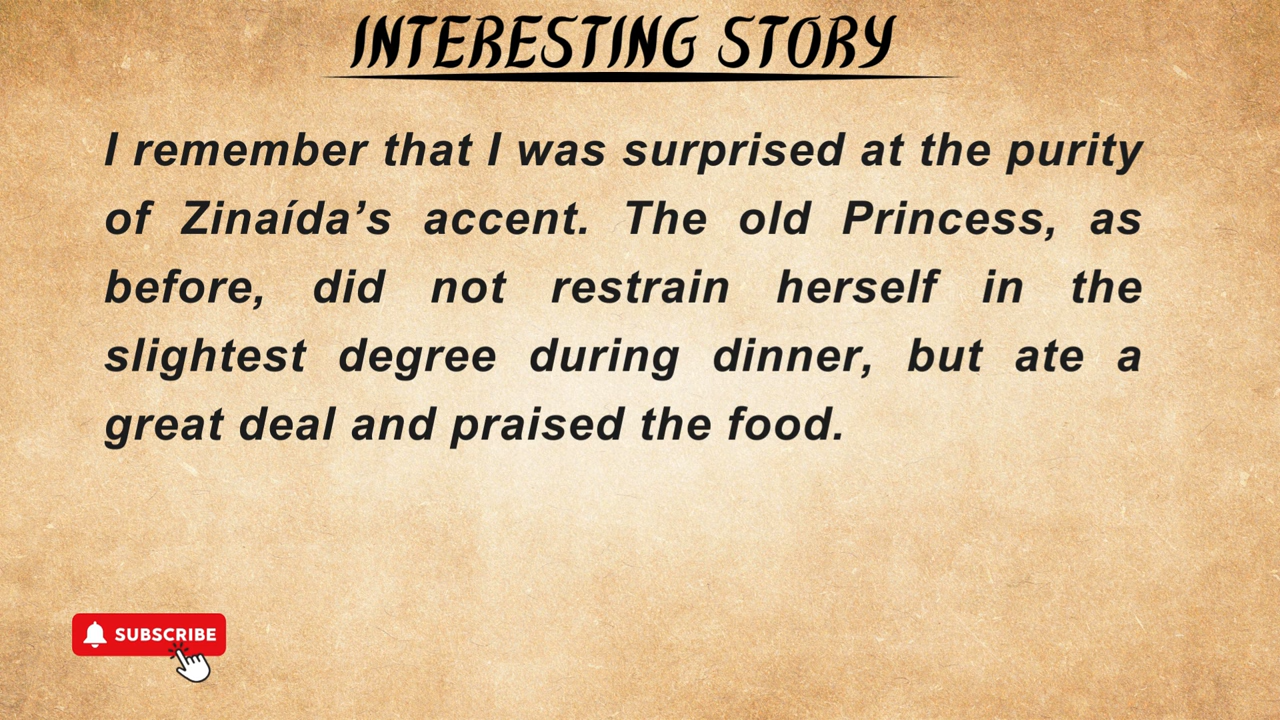 INTERESTING STORY
I remember that I was surprised at the purity
of Zinaída’s accent. The old Princess, as
before, did not restrain herself in the
slightest degree during dinner, but ate a
great deal and praised the food.
SUBSCRIBE